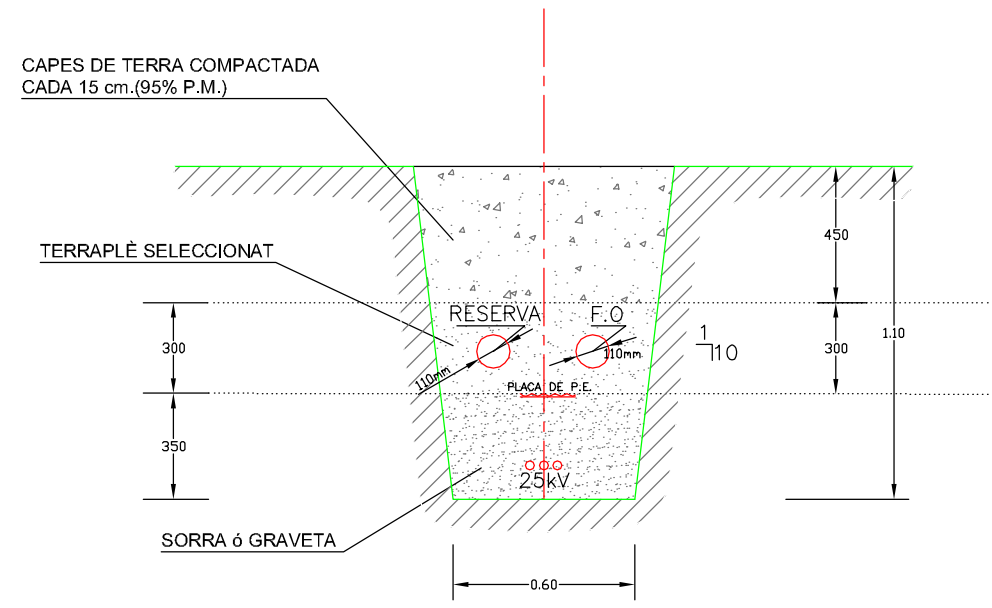 CAPES DE TERRA COMPACTADA
CADA 15 cm.(95% P.M.)
TERRAPLÈ SELECCIONAT
450
RESERVA
F.O
1
10
1.10
300
300
110mm
110mm
PLACA DE P.E.
350
25kV
SORRA ó GRAVETA
0.60